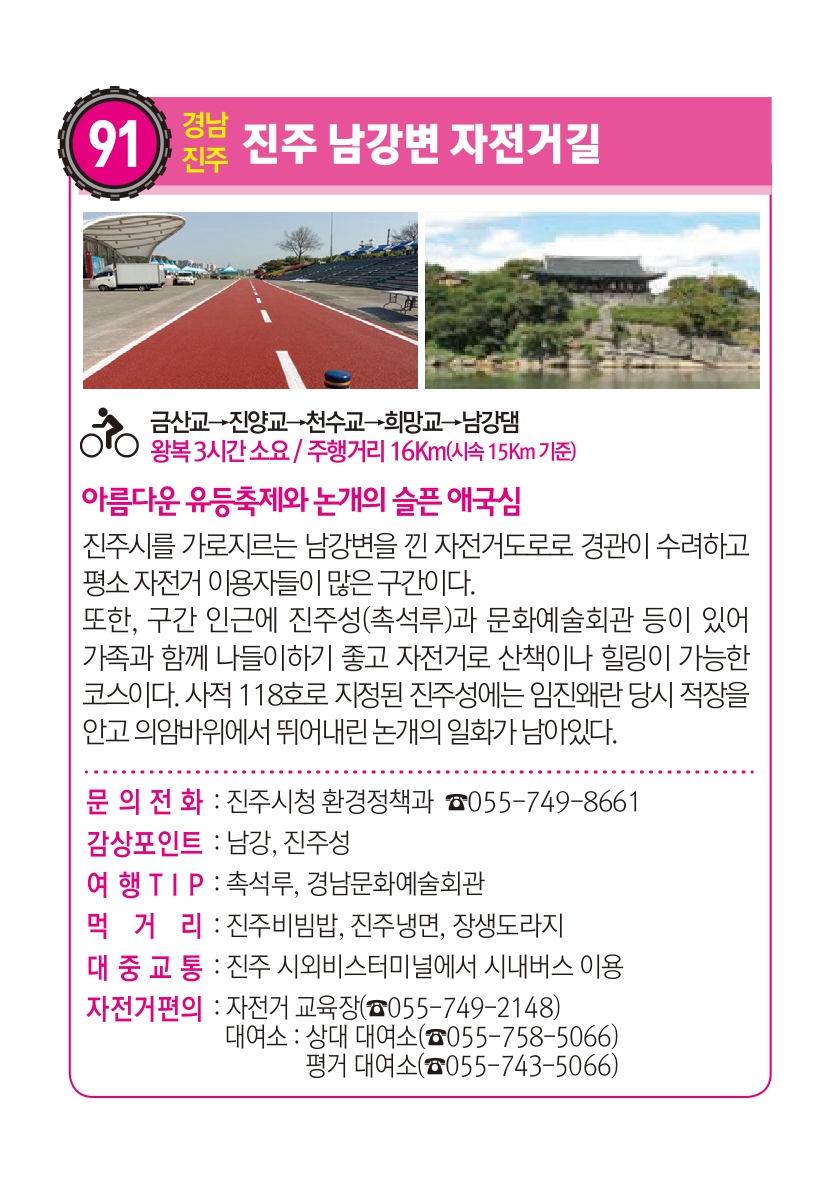 91
경남
진주
진주 남강변 자전거길
금산교→진양교→천수교→희망교→남강댐
왕복 3시간 소요 / 주행거리 16Km(시속 15Km 기준)
아름다운 유등축제와 논개의 슬픈 애국심
진주시를 가로지르는 남강변을 낀 자전거도로로 경관이 수려하고
평소 자전거 이용자들이 많은 구간이다.
또한, 구간 인근에 진주성(촉석루)과 문화예술회관 등이 있어
가족과 함께 나들이하기 좋고 자전거로 산책이나 힐링이 가능한
코스이다. 사적 118호로 지정된 진주성에는 임진왜란 당시 적장을
안고 의암바위에서 뛰어내린 논개의 일화가 남아있다.
문의전화 : 진주시청 환경정책과 ☎055-749-8661
감상포인트 : 남강, 진주성
여행TIP : 촉석루, 경남문화예술회관
먹거리 : 진주비빔밥, 진주냉면, 장생도라지
대중교통 : 진주 시외비스터미널에서 시내버스 이용
자전거편의 : 자전거 교육장(☎055-749-2148)
대여소 : 상대 대여소(☎055-758-5066)
평거 대여소(☎055-743-5066)